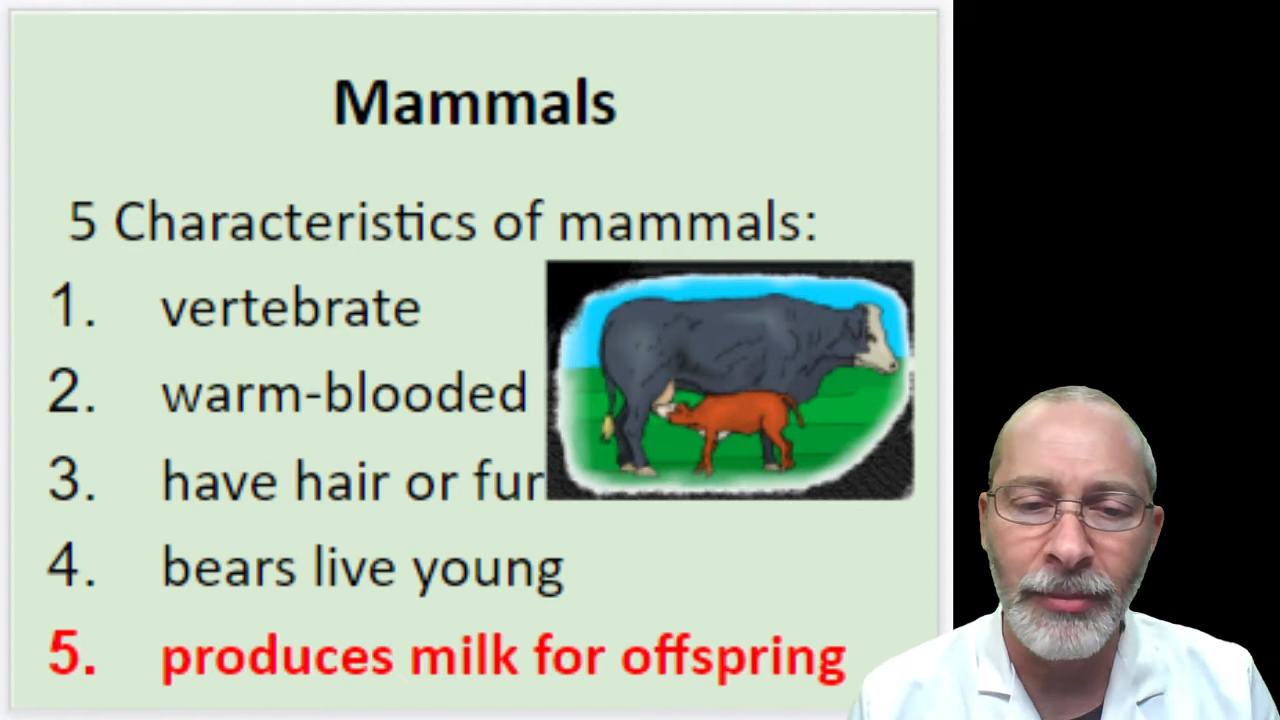 Mammals
5 Characteristics of mammals:
1. vertebrate
2. warm-blooded
3. have hair or fur
4. bears live young
5. produces milk for offspring